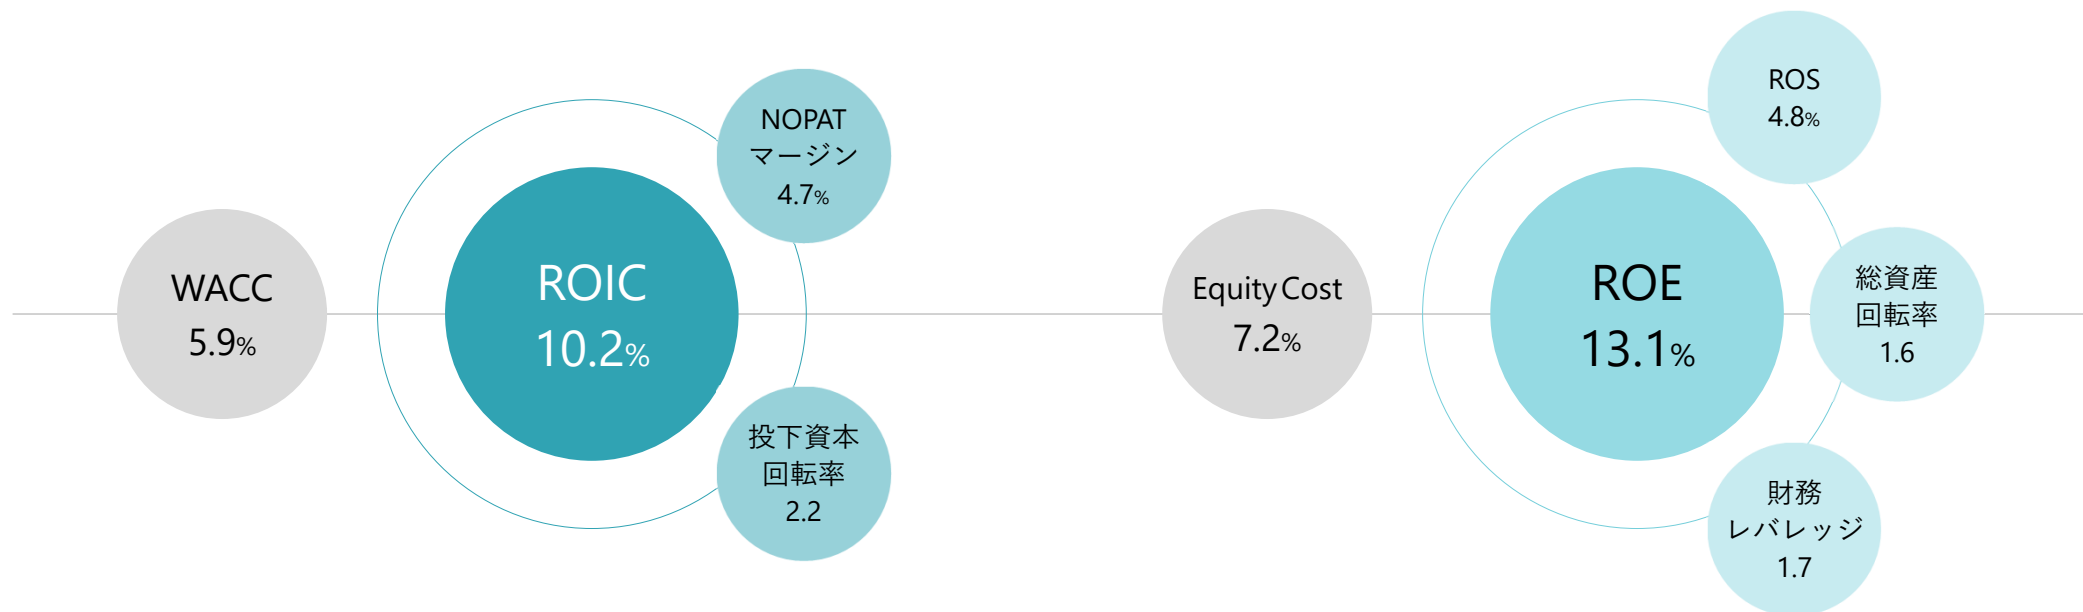 WACC
5.9%
ROIC
10.2%
NOPAT
マージン
4.7%
投下資本
回転率
2.2
Equity Cost
7.2%
ROE
13.1%
ROS
4.8%
総資産
回転率
1.6
財務
レバレッジ
1.7